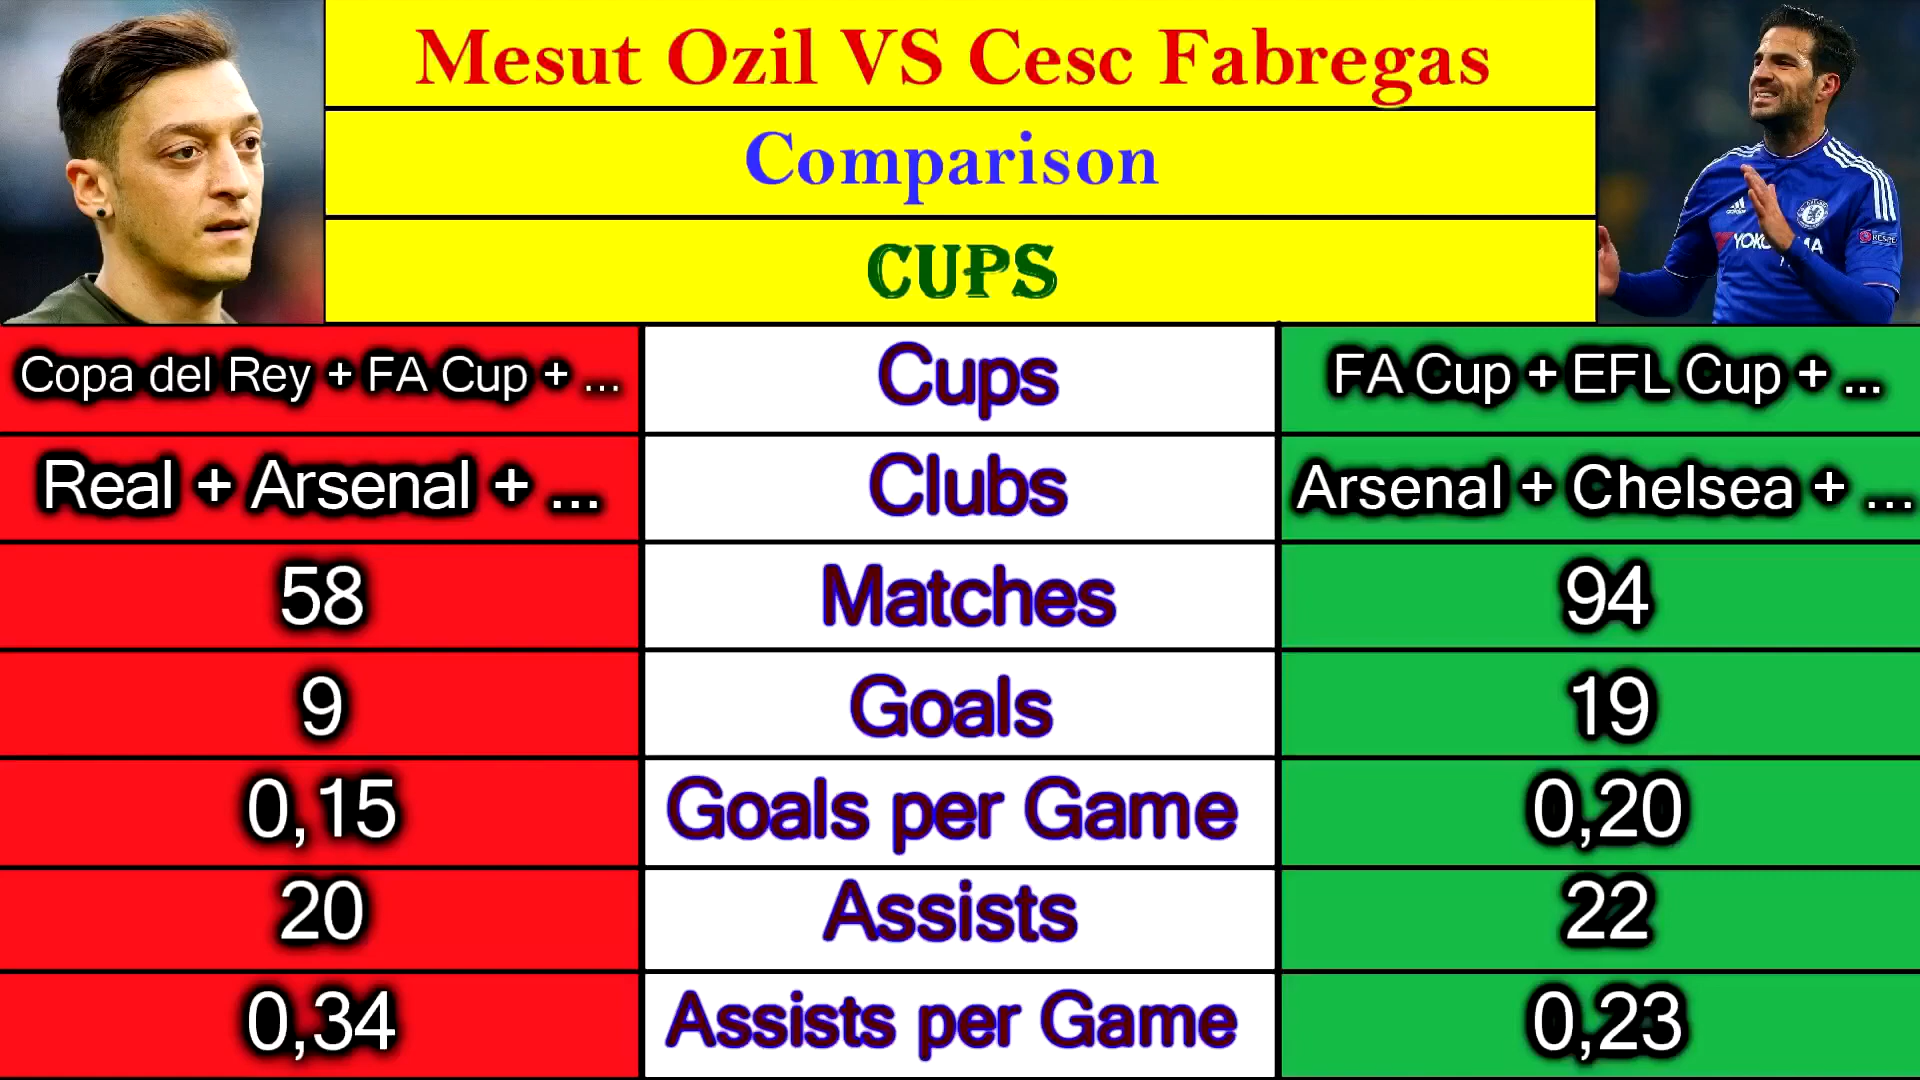 Mesut Ozil VS Cesc Fabregas
Comparison
CUPS
Copa del Rey + FA Cup + ... Cups FA Cup + EFL Cup + ...
Real + Arsenal + ... Clubs Arsenal + Chelsea + ...
58 Matches 94
9 Goals 19
0,15 Goals per Game 0,20
20 Assists 22
0,34 Assists per Game 0,23
adidas